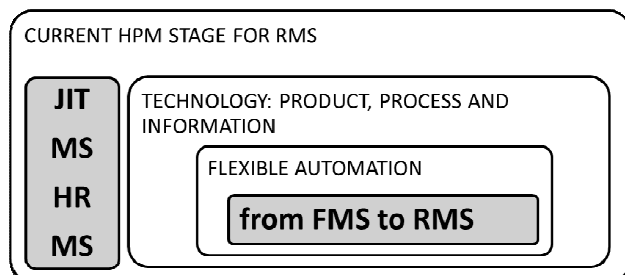 CURRENT HPM STAGE FOR RMS
JIT
MS
HR
MS
TECHNOLOGY: PRODUCT, PROCESS AND
INFORMATION
FLEXIBLE AUTOMATION
from FMS to RMS